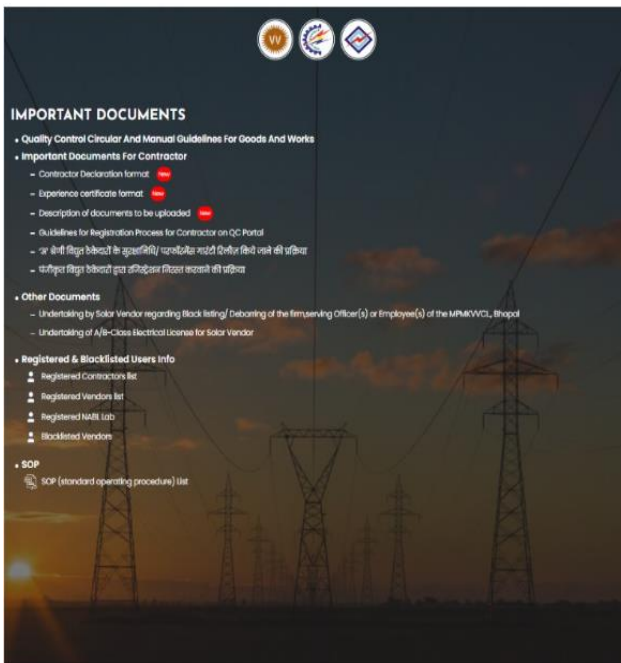 VV
IMPORTANT DOCUMENTS
• Quality Control Circular And Manual Guidelines For Goods And Works
• Important Documents For Contractor
– Contractor Declaration format New
– Experience certificate format New
– Description of documents to be uploaded New
– Guidelines for Registration Process for Contractor on QC Portal
– 'अ' श्रेणी विद्युत ठेकेदारों के सुरक्षानिधि/ परफॉरमेंस गारंटी रिलीज़ किये जाने की प्रक्रिया
– पंजीकृत विद्युत ठेकेदारों द्वारा रजिस्ट्रेशन निरस्त करवाने की प्रक्रिया
• Other Documents
– Undertaking by Solar Vendor regarding Black listing/ Debarring of the firm,serving Officer(s) or Employee(s) of the MPMKVVCL, Bhopal
– Undertaking of A/B-Class Electrical License for Solar Vendor
• Registered & Blacklisted Users Info
Registered Contractors list
Registered Vendors list
Registered NABL Lab
Blacklisted Vendors
• SOP
SOP (standard operating procedure) List